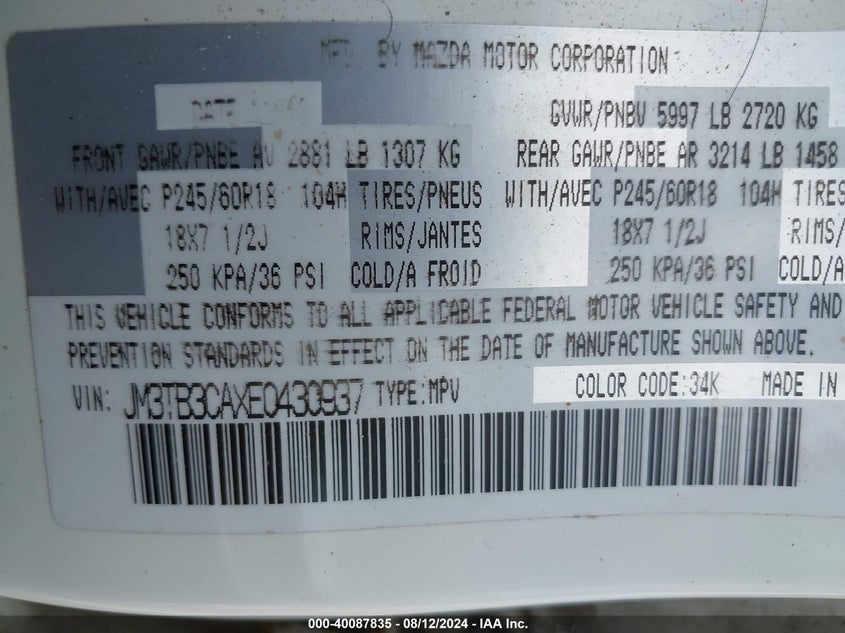 MFD. BY MAZDA MOTOR CORPORATION
DATE
GVWR/PNBV 5997 LB 2720 KG
FRONT GAWR/PNBE AV 2881 LB 1307 KG REAR GAWR/PNBE AR 3214 LB 1458
WITH/AVEC P245/60R18 104H TIRES/PNEUS WITH/AVEC P245/60R18 104H TIRES
18X7 1/2J RIMS/JANTES 18X7 1/2J RIMS/
250 KPA/36 PSI COLD/A FROID 250 KPA/36 PSI COLD/A
THIS VEHICLE CONFORMS TO ALL APPLICABLE FEDERAL MOTOR VEHICLE SAFETY AND
PREVENTION STANDARDS IN EFFECT ON THE DATE OF MANUFACTURE SHOWN ABOVE.
VIN: JM3TB3CAXE0430937 TYPE:MPV COLOR CODE:34K MADE IN
000-40087835 - 08/12/2024 - IAA Inc.